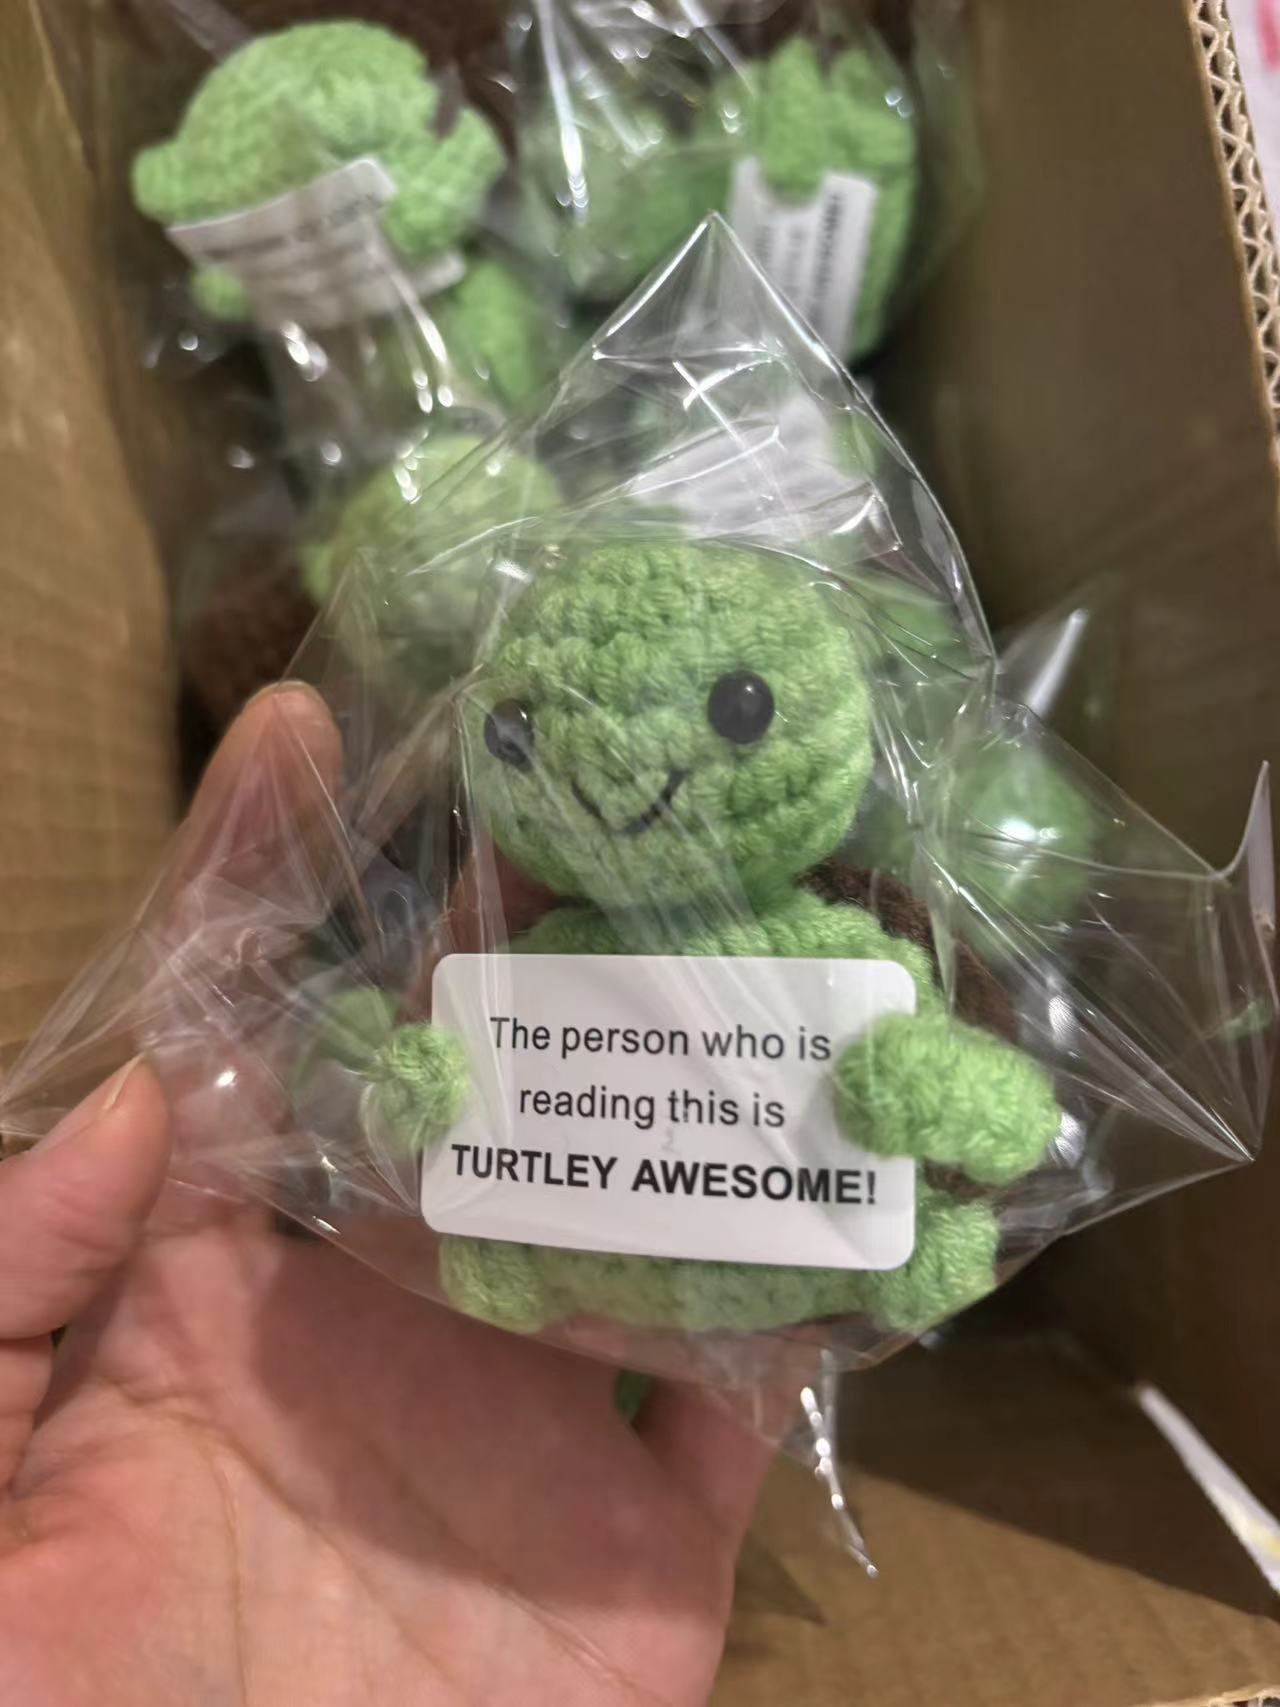 The person who is
reading this is
TURTLEY AWESOME!